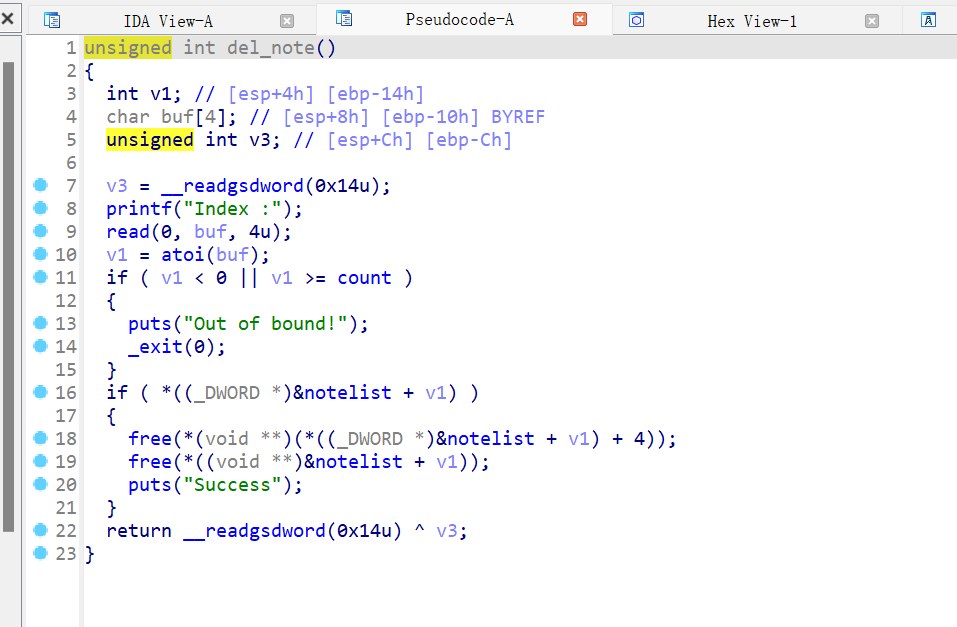 IDA View-A Pseudocode-A Hex View-1 A
1 unsigned int del_note()
2 {
3 int v1; // [esp+4h] [ebp-14h]
4 char buf[4]; // [esp+8h] [ebp-10h] BYREF
5 unsigned int v3; // [esp+Ch] [ebp-Ch]
6
7 v3 = __readgsdword(0x14u);
8 printf("Index :");
9 read(0, buf, 4u);
10 v1 = atoi(buf);
11 if ( v1 < 0 || v1 >= count )
12 {
13 puts("Out of bound!");
14 _exit(0);
15 }
16 if ( *((_DWORD *)&notelist + v1) )
17 {
18 free(*(void **)(*((_DWORD *)&notelist + v1) + 4));
19 free(*((void **)&notelist + v1));
20 puts("Success");
21 }
22 return __readgsdword(0x14u) ^ v3;
23 }